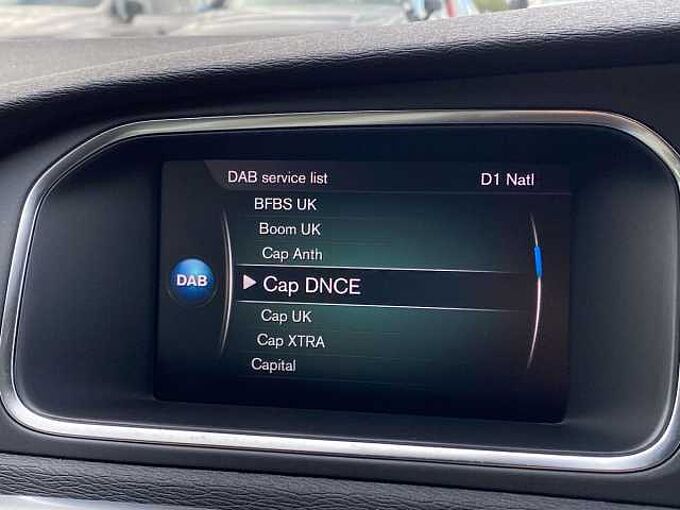 DAB service list D1 Natl
BFBS UK
Boom UK
Cap Anth
DAB Cap DNCE
Cap UK
Cap XTRA
Capital